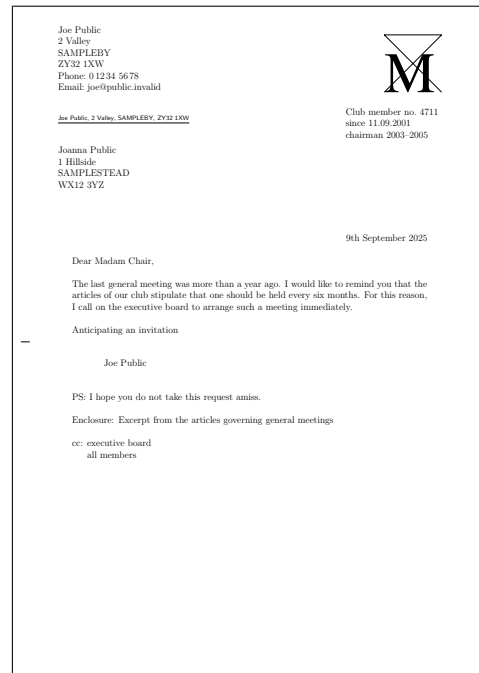 Joe Public
2 Valley
SAMPLEBY
ZY32 1XW
Phone: 0 12 34 56 78
Email: joe@public.invalid
M
Joe Public, 2 Valley, SAMPLEBY, ZY32 1XW
Club member no. 4711
since 11.09.2001
chairman 2003–2005
Joanna Public
1 Hillside
SAMPLESTEAD
WX12 3YZ
9th September 2025
Dear Madam Chair,
The last general meeting was more than a year ago. I would like to remind you that the
articles of our club stipulate that one should be held every six months. For this reason,
I call on the executive board to arrange such a meeting immediately.
Anticipating an invitation
Joe Public
PS: I hope you do not take this request amiss.
Enclosure: Excerpt from the articles governing general meetings
cc: executive board
all members